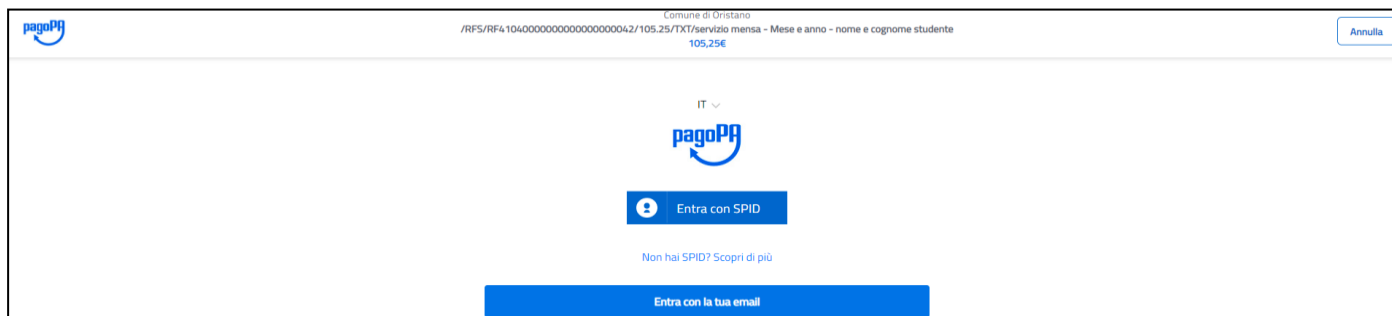 pagoPA
Comune di Oristano
/RFS/RF4104000000000000000042/105.25/TXT/servizio mensa - Mese e anno - nome e cognome studente
105,25€
Annulla
IT
pagoPA
Entra con SPID
Non hai SPID? Scopri di più
Entra con la tua email